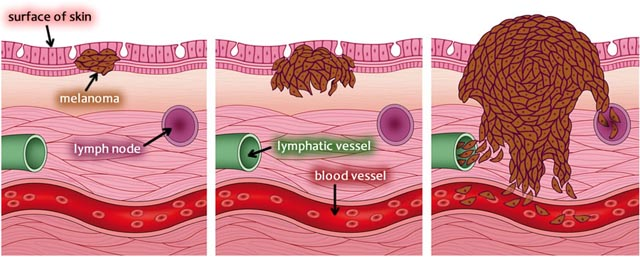 surface of skin
melanoma
lymph node
lymphatic vessel
blood vessel